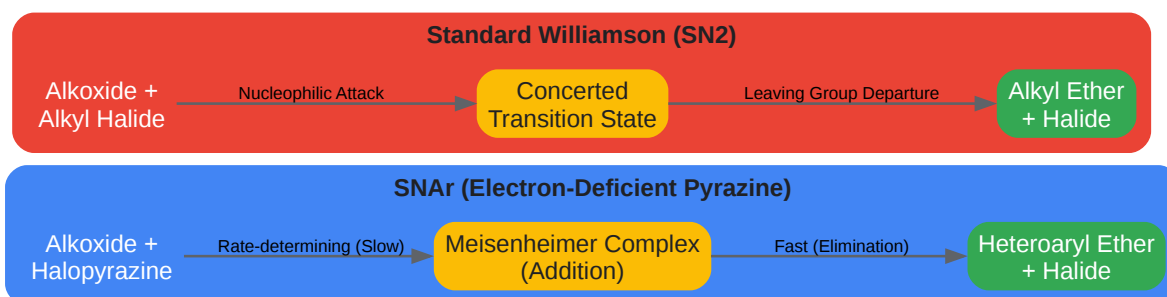 Standard Williamson (SN2)
Alkoxide +
Alkyl Halide
Nucleophilic Attack
Concerted
Transition State
Leaving Group Departure
Alkyl Ether
+ Halide
SNAr (Electron-Deficient Pyrazine)
Alkoxide +
Halopyrazine
Rate-determining (Slow)
Meisenheimer Complex
(Addition)
Fast (Elimination)
Heteroaryl Ether
+ Halide